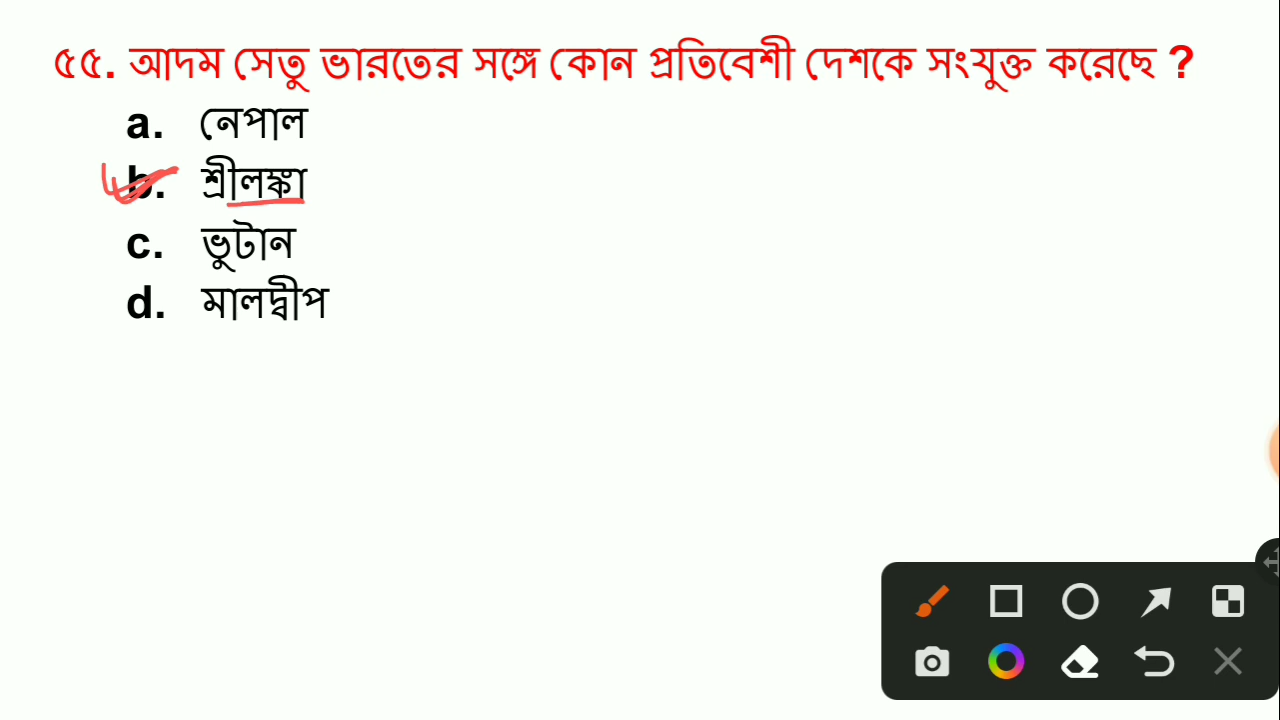 ৫৫. আদম সেতু ভারতের সঙ্গে কোন প্রতিবেশী দেশকে সংযুক্ত করেছে ?
a. নেপাল
b. শ্রীলঙ্কা
c. ভুটান
d. মালদ্বীপ